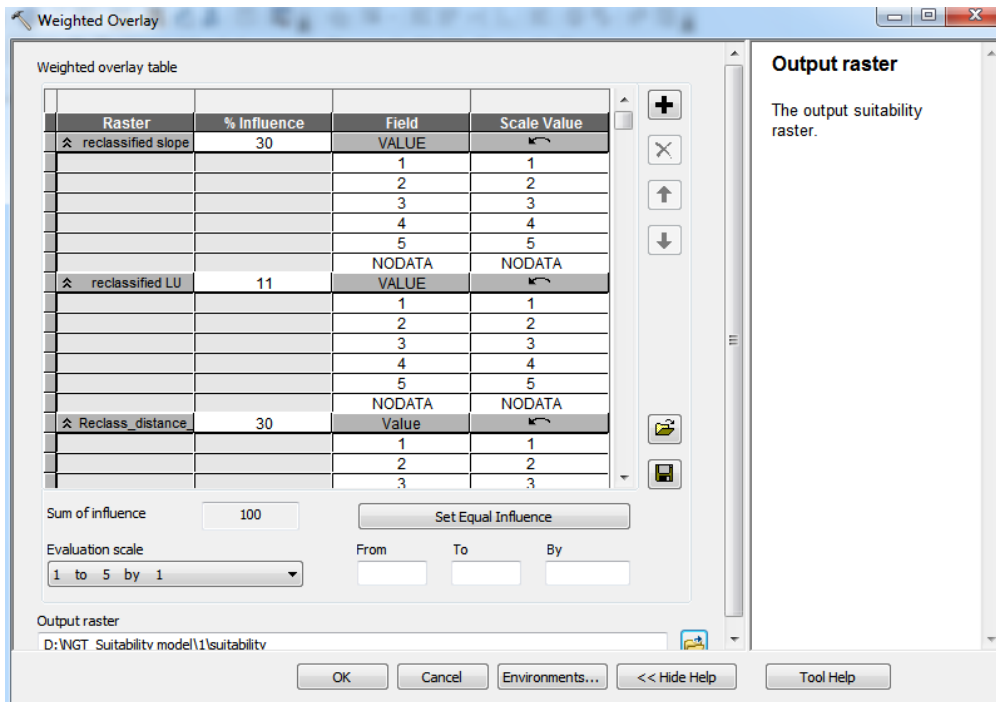 Weighted Overlay
Weighted overlay table
Raster % Influence Field Scale Value
reclassified slope 30 VALUE
1 1
2 2
3 3
4 4
5 5
NODATA NODATA
reclassified LU 11 VALUE
1 1
2 2
3 3
4 4
5 5
NODATA NODATA
Reclass_distance_ 30 Value
1 1
2 2
3 3
Sum of influence 100 Set Equal Influence
Evaluation scale From To By
1 to 5 by 1
Output raster
D:\NGT_Suitability model\1\suitability
OK Cancel Environments... << Hide Help Tool Help
Output raster
The output suitability
raster.